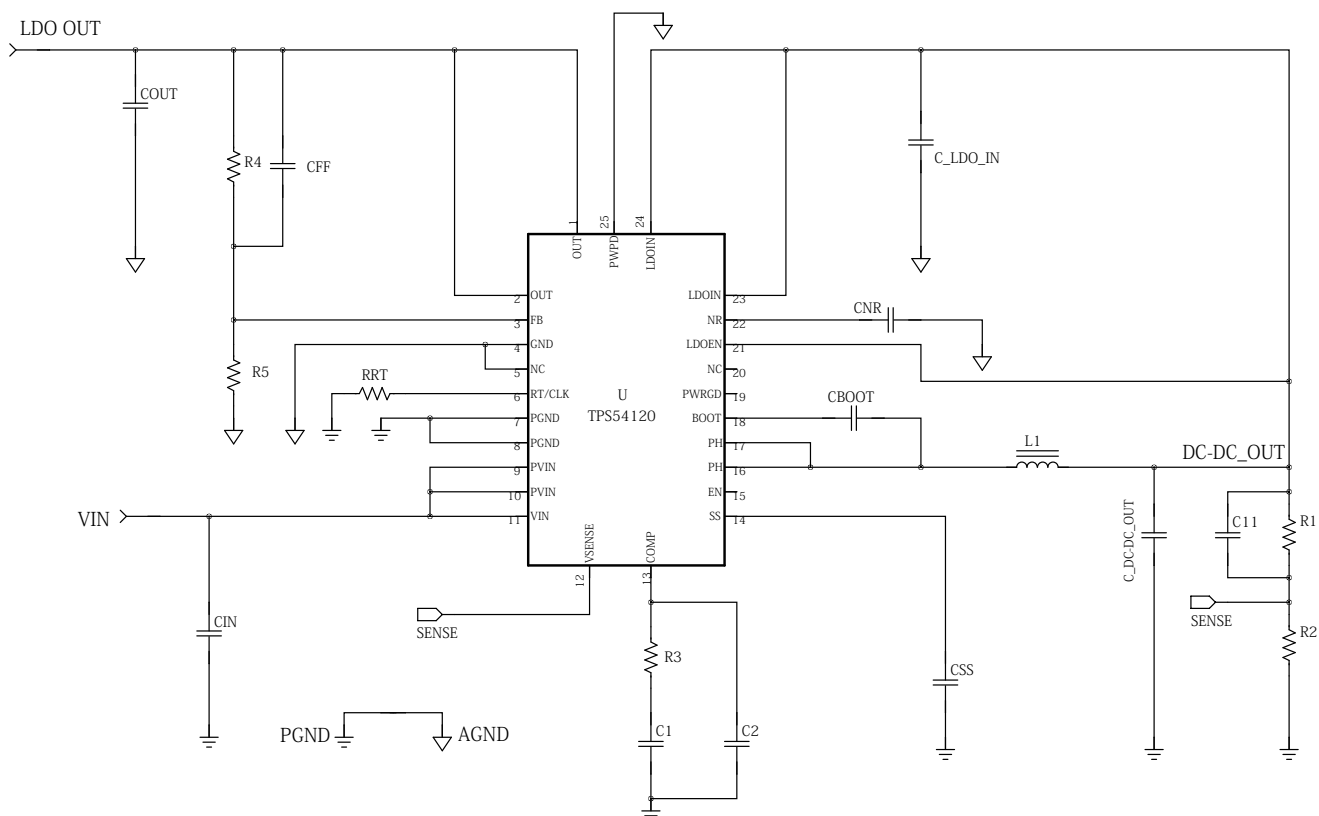 LDO OUT
COUT
R4
CFF
C_LDO_IN
1
25
24
OUT
PWPD
LDOIN
2
OUT
LDOIN
23
3
FB
NR
22
CNR
4
GND
LDOEN
21
5
NC
NC
20
R5
RRT
6
RT/CLK
U
PWRGD
19
7
PGND
TPS54120
BOOT
18
CBOOT
8
PGND
PH
17
L1
9
PVIN
PH
16
DC-DC_OUT
10
PVIN
EN
15
VIN
11
VIN
SS
14
VSENSE
COMP
12
13
C_DC-DC_OUT
C11
R1
SENSE
SENSE
CIN
R3
R2
CSS
PGND
AGND
C1
C2